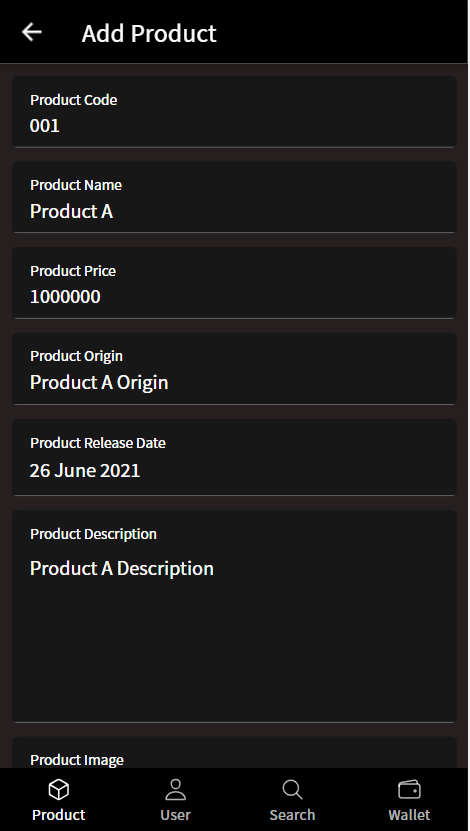 Add Product
Product Code
001
Product Name
Product A
Product Price
1000000
Product Origin
Product A Origin
Product Release Date
26 June 2021
Product Description
Product A Description
Product Image
Product User Search Wallet